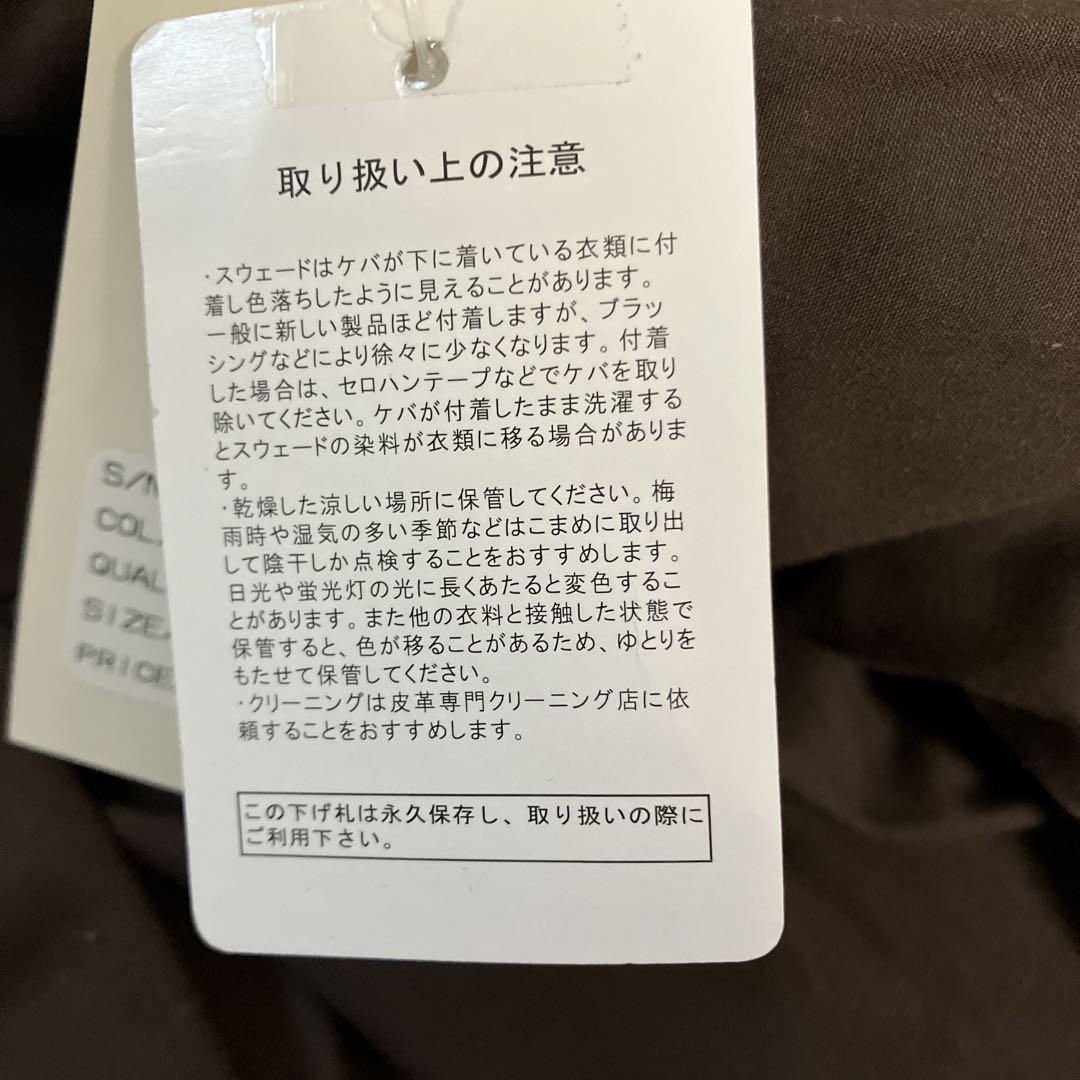 取り扱い上の注意
・スウェードはケバが下に着いている衣類に付
着し色落ちしたように見えることがあります。
一般に新しい製品ほど付着しますが、ブラッ
シングなどにより徐々に少なくなります。付着
した場合は、セロハンテープなどでケバを取り
除いてください。ケバが付着したまま洗濯する
とスウェードの染料が衣類に移る場合がありま
す。
・乾燥した涼しい場所に保管してください。梅
雨時や湿気の多い季節などはこまめに取り出
して陰干しか点検することをおすすめします。
日光や蛍光灯の光に長くあたると変色するこ
とがあります。また他の衣料と接触した状態で
保管すると、色が移ることがあるため、ゆとりを
もたせて保管してください。
・クリーニングは皮革専門クリーニング店に依
頼することをおすすめします。
この下げ札は永久保存し、取り扱いの際に
ご利用下さい。
S/
COL
QUAL
SIZE
PRICE